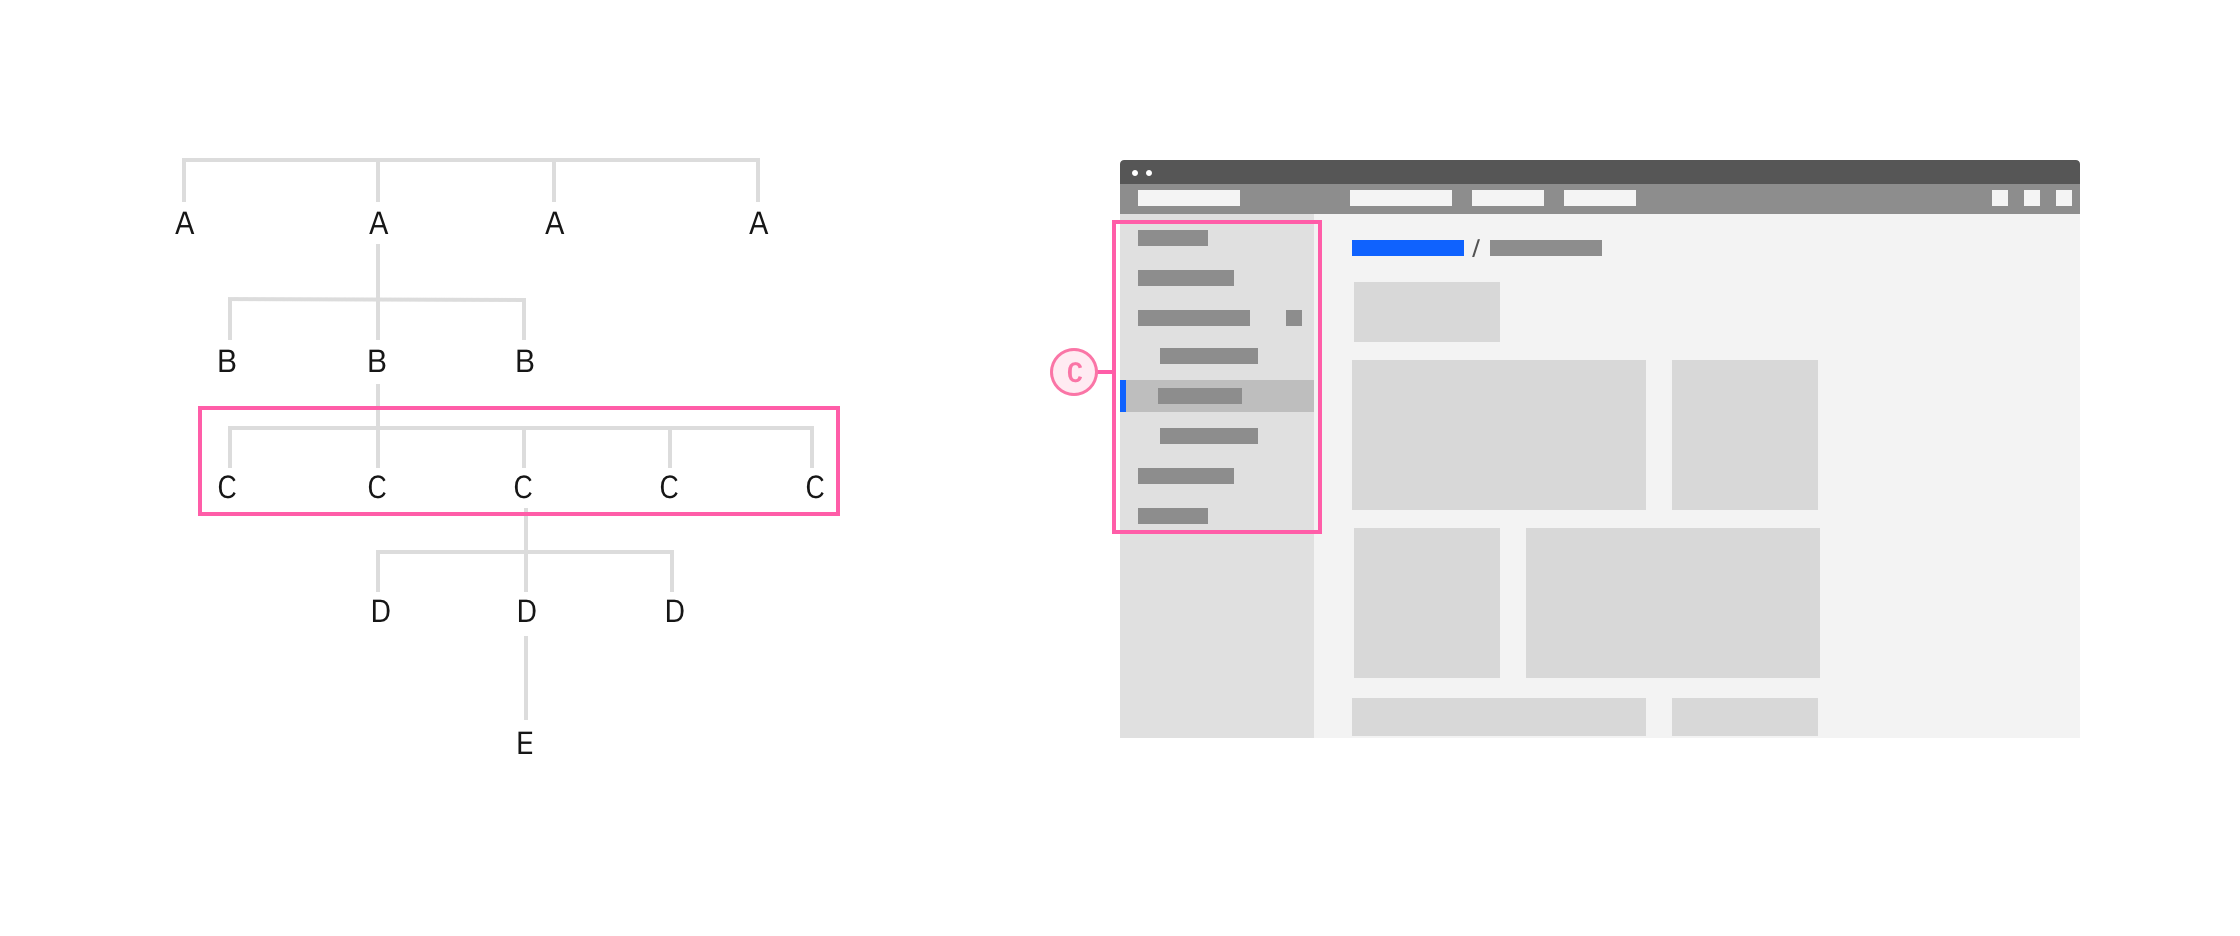 A A A A
B B B
C C C C C
D D D
E
C
/